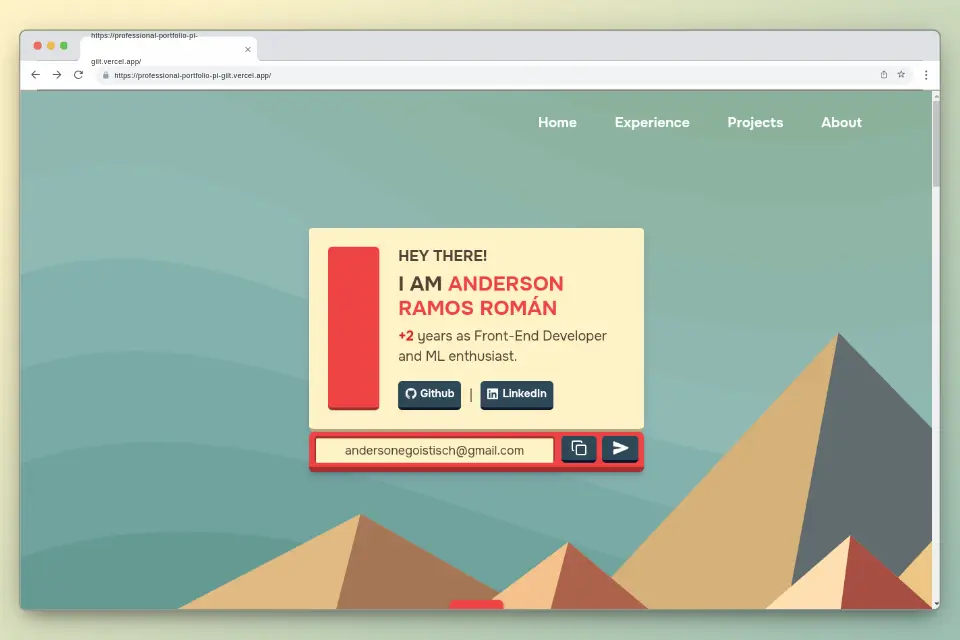 https://professional-portfolio-pi-
gilt.vercel.app/
https://professional-portfolio-pi-gilt.vercel.app/
Home Experience Projects About
HEY THERE!
I AM ANDERSON
RAMOS ROMÁN
+2 years as Front-End Developer
and ML enthusiast.
Github | LinkedIn
andersonegoistisch@gmail.com